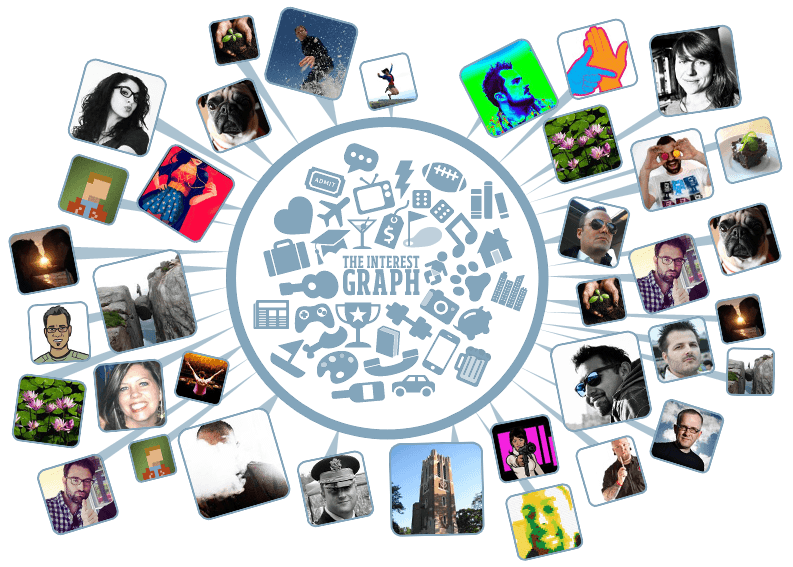 ADMIT
$
THE INTEREST
GRAPH